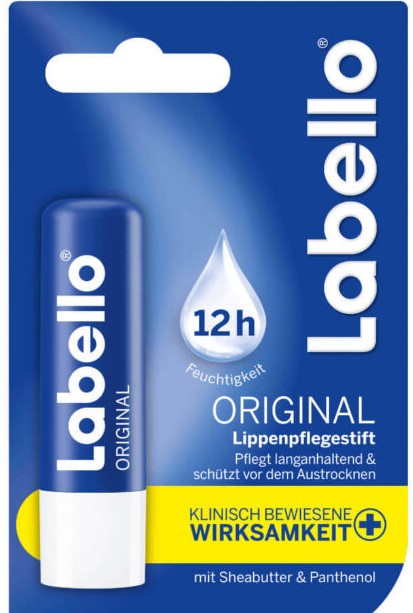 Labello®
12 h
Feuchtigkeit
Labello®
ORIGINAL
ORIGINAL
Lippenpflegestift
Pflegt langanhaltend &
schützt vor dem Austrocknen
KLINISCH BEWIESENE
WIRKSAMKEIT+
mit Sheabutter & Panthenol